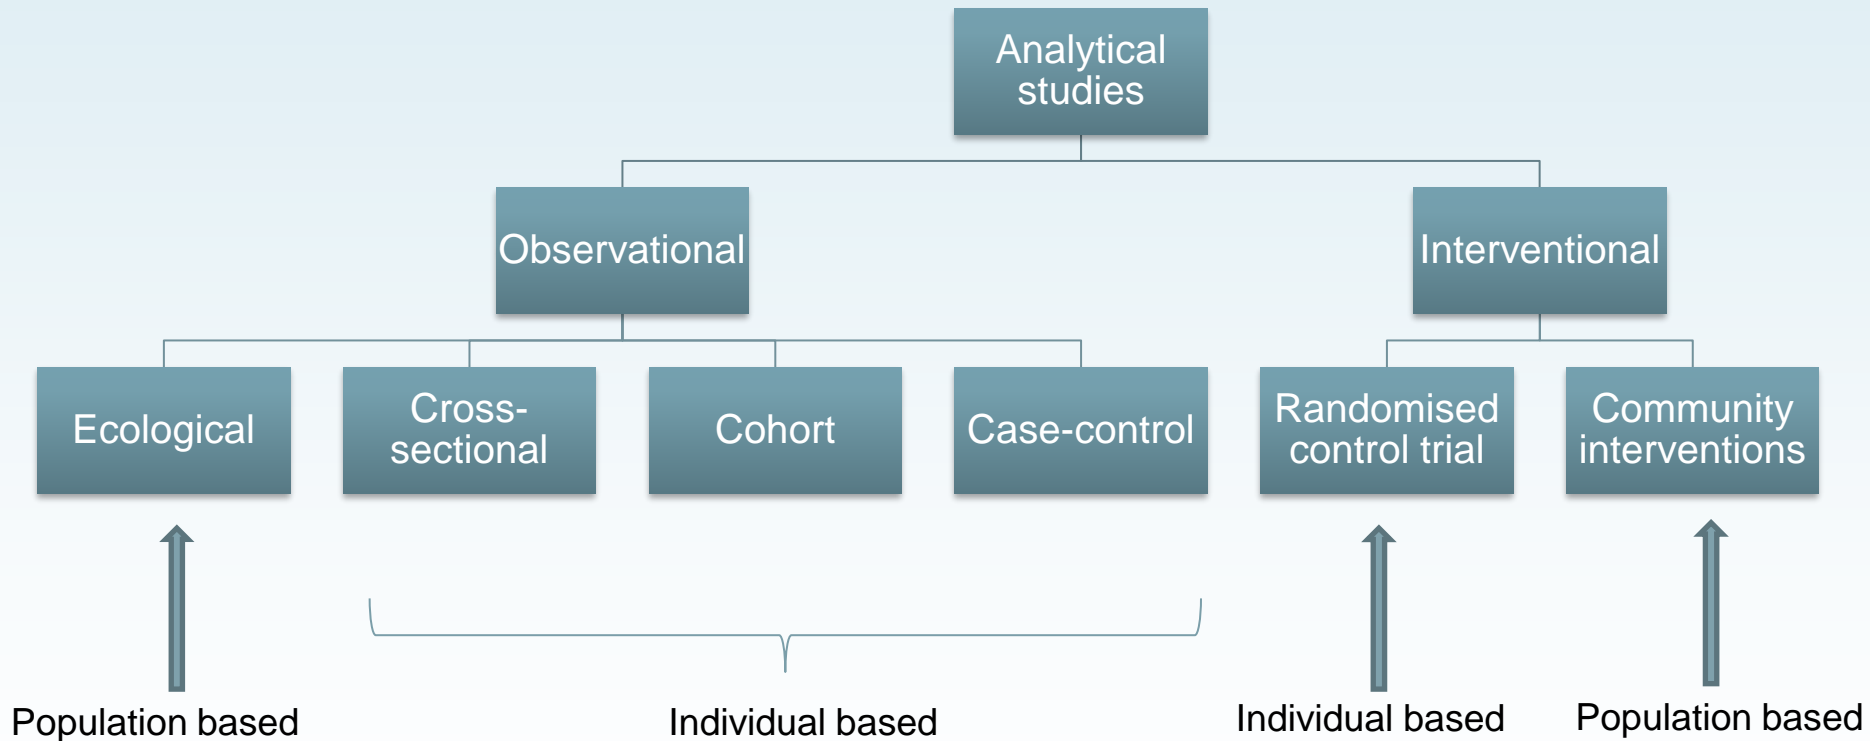 Analytical
studies
Observational
Interventional
Ecological
Cross-
sectional
Cohort
Case-control
Randomised
control trial
Community
interventions
Population based
Individual based
Individual based
Population based